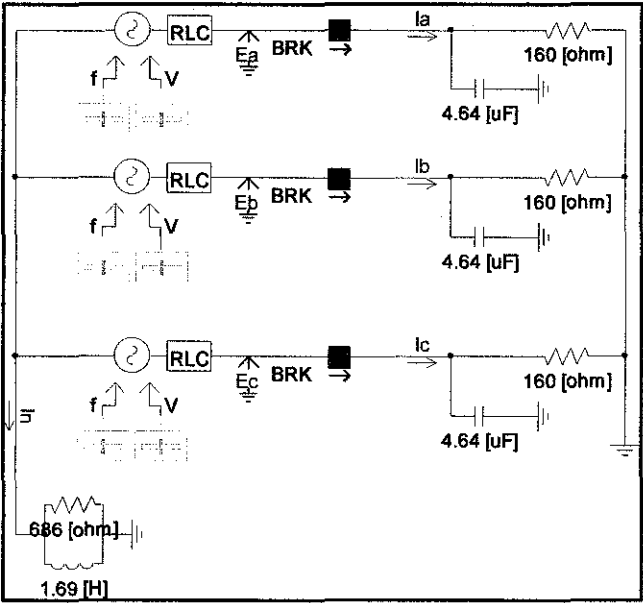 RLC
Ia
Ea
BRK
160 [ohm]
f
V
4.64 [uF]
RLC
Ib
Eb
BRK
160 [ohm]
f
V
4.64 [uF]
RLC
Ic
Ec
BRK
160 [ohm]
f
V
In
4.64 [uF]
686 [ohm]
1.69 [H]